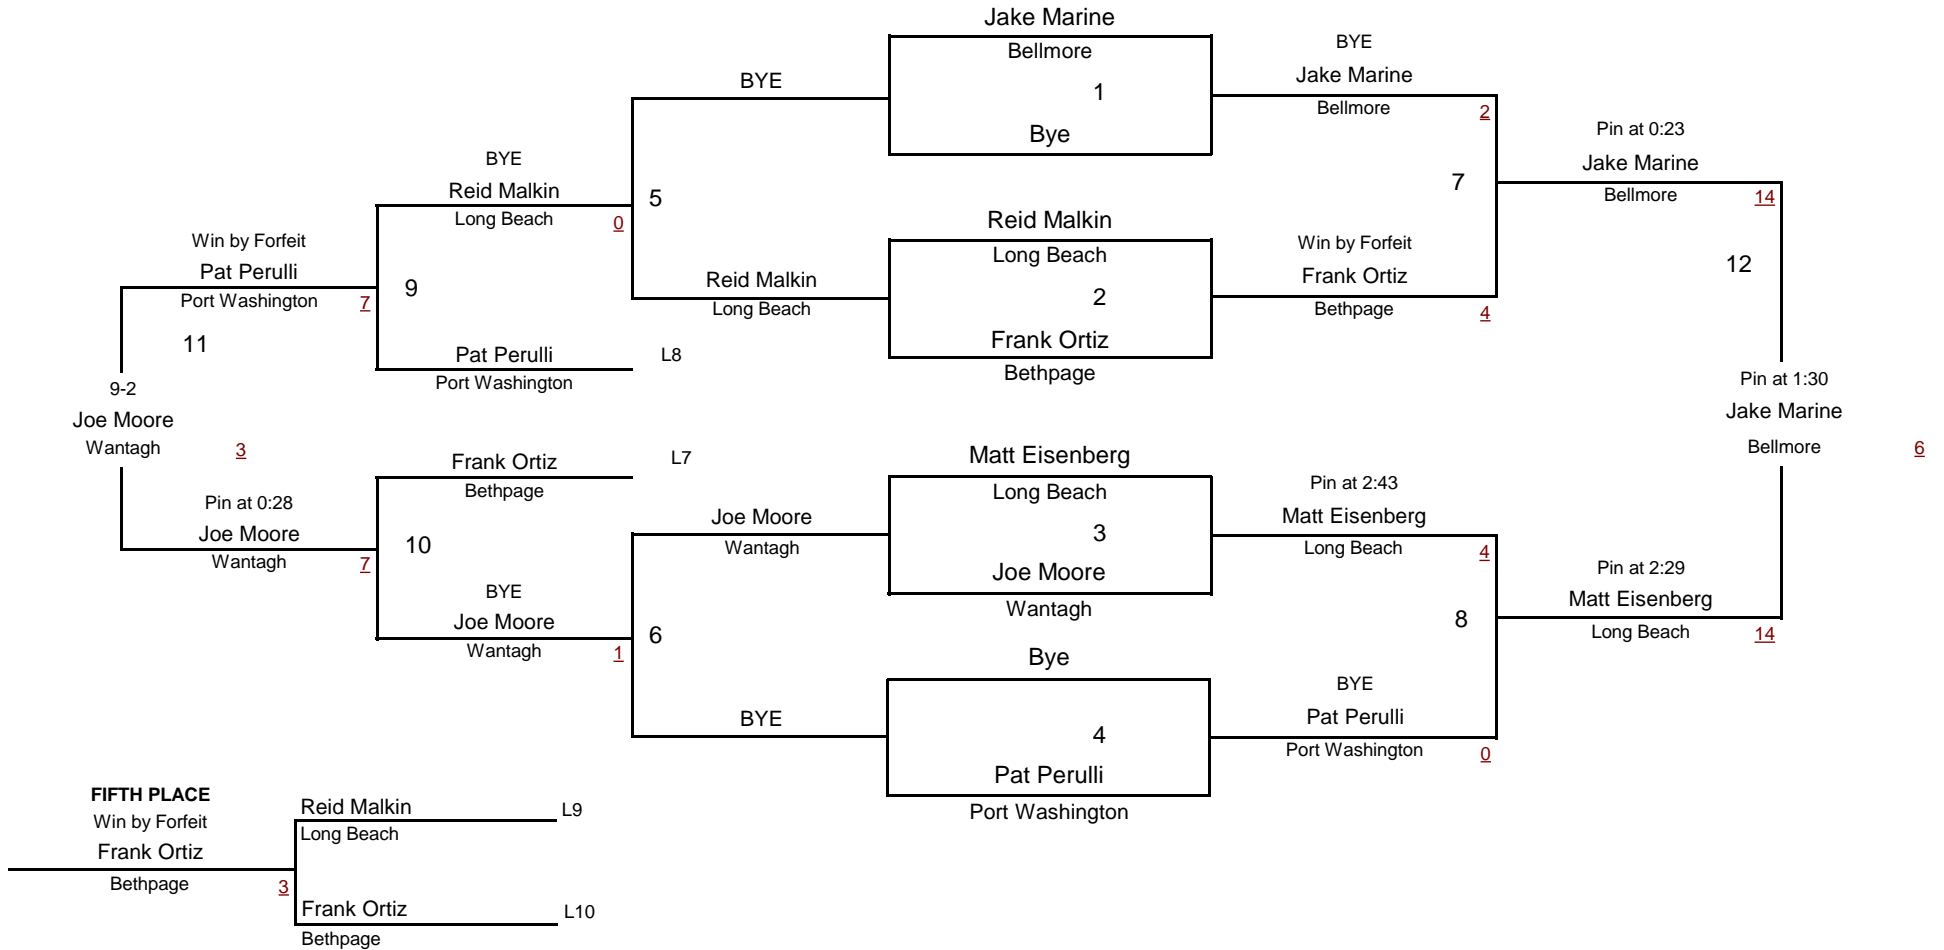 Jake Marine
Bellmore
1
Bye
BYE
Jake Marine
Bellmore
2
BYE
Pin at 0:23
Jake Marine
Bellmore
14
7
12
BYE
Reid Malkin
Long Beach
0
5
Reid Malkin
Long Beach
2
Frank Ortiz
Bethpage
Win by Forfeit
Frank Ortiz
Bethpage
4
Reid Malkin
Long Beach
Win by Forfeit
Pat Perulli
Port Washington
7
9
11
Pat Perulli
Port Washington
L8
9-2
Joe Moore
Wantagh
3
Pin at 1:30
Jake Marine
Bellmore
6
Frank Ortiz
Bethpage
L7
Matt Eisenberg
Long Beach
3
Joe Moore
Wantagh
Pin at 2:43
Matt Eisenberg
Long Beach
4
Pin at 0:28
Joe Moore
Wantagh
7
10
Joe Moore
Wantagh
BYE
Joe Moore
Wantagh
1
6
8
Pin at 2:29
Matt Eisenberg
Long Beach
14
Bye
4
Pat Perulli
Port Washington
BYE
BYE
Pat Perulli
Port Washington
0
FIFTH PLACE
Win by Forfeit
Frank Ortiz
Bethpage
3
Reid Malkin
Long Beach
L9
Frank Ortiz
Bethpage
L10